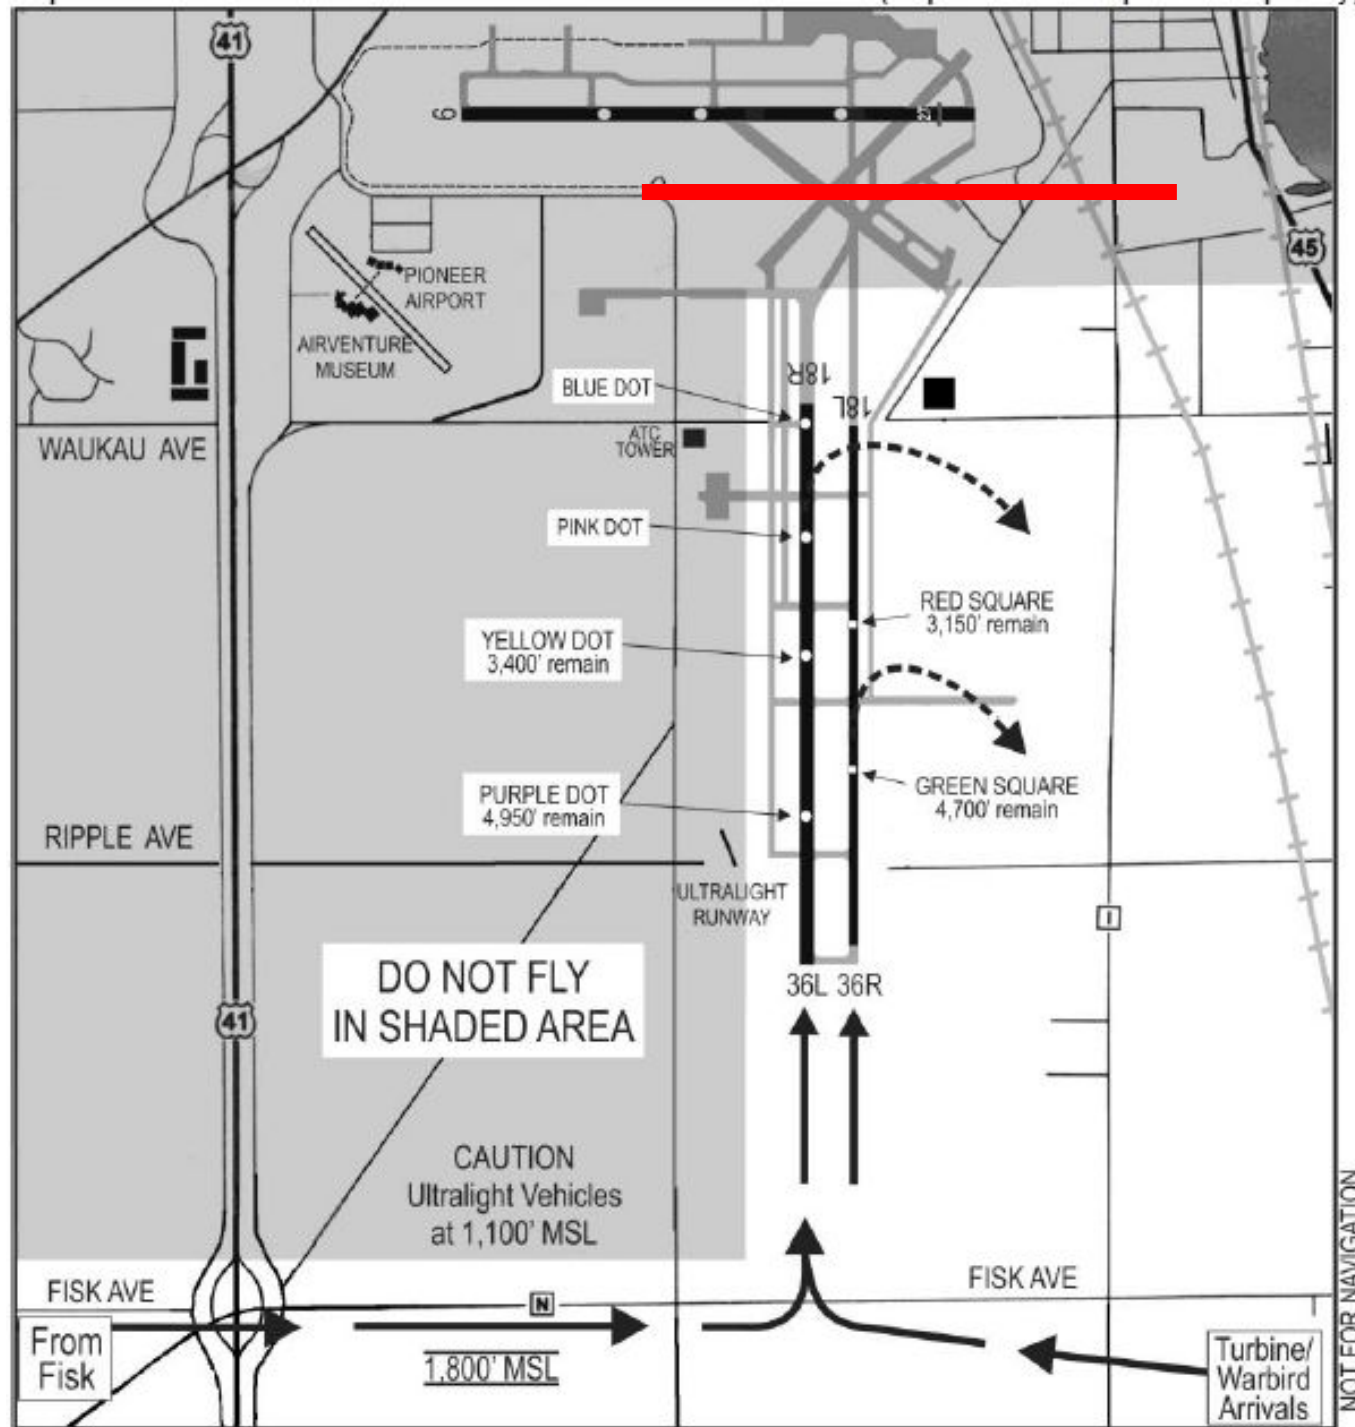 41
9
27
45
PIONEER
AIRPORT
AIRVENTURE
MUSEUM
18R
BLUE DOT
18L
WAUKAU AVE
ATC
TOWER
PINK DOT
RED SQUARE
3,150' remain
YELLOW DOT
3,400' remain
PURPLE DOT
4,950' remain
GREEN SQUARE
4,700' remain
RIPPLE AVE
ULTRALIGHT
RUNWAY
I
DO NOT FLY
IN SHADED AREA
36L 36R
41
CAUTION
Ultralight Vehicles
at 1,100' MSL
FISK AVE
N
FISK AVE
From
Fisk
1,800' MSL
Turbine/
Warbird
Arrivals
NOT FOR NAVIGATION